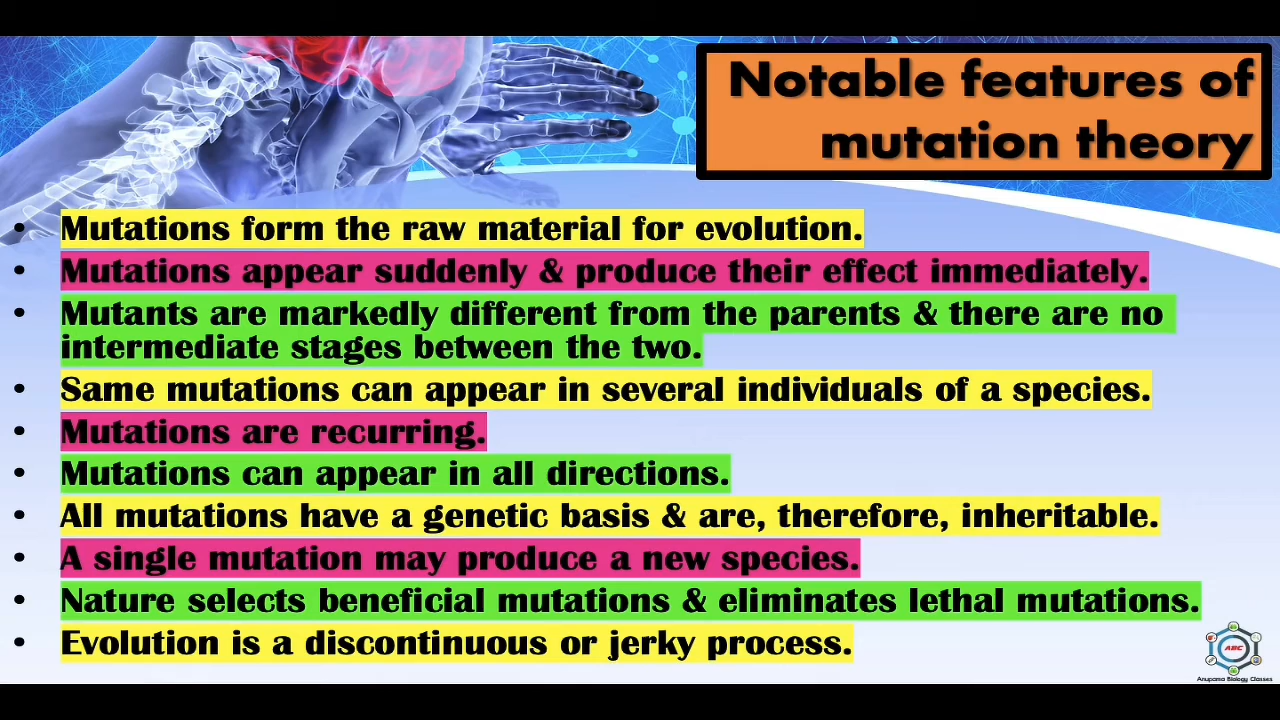 Notable features of
mutation theory
• Mutations form the raw material for evolution.
• Mutations appear suddenly & produce their effect immediately.
• Mutants are markedly different from the parents & there are no
intermediate stages between the two.
• Same mutations can appear in several individuals of a species.
• Mutations are recurring.
• Mutations can appear in all directions.
• All mutations have a genetic basis & are, therefore, inheritable.
• A single mutation may produce a new species.
• Nature selects beneficial mutations & eliminates lethal mutations.
• Evolution is a discontinuous or jerky process.
ABC
Anupama Biology Classes